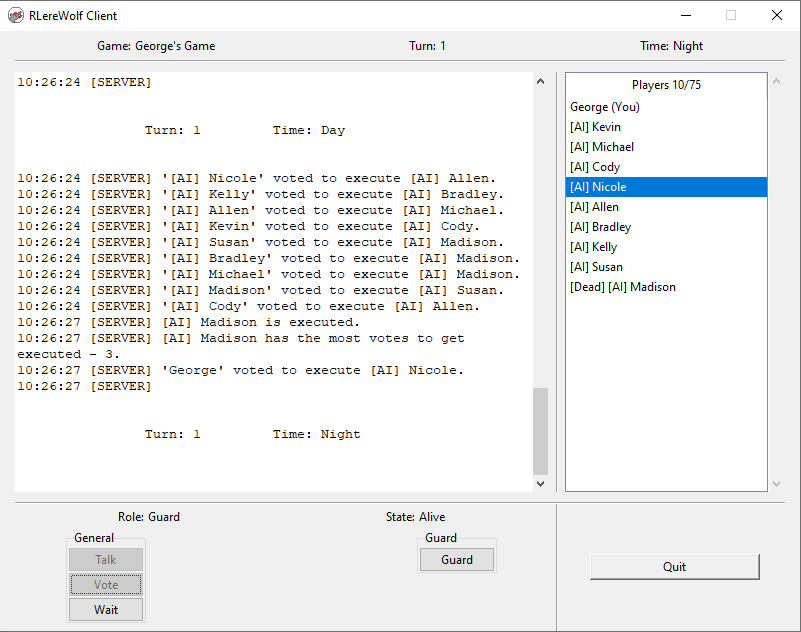 RLereWolf Client
Game: George's Game
Turn: 1
Time: Night
10:26:24 [SERVER]
Turn: 1 Time: Day
10:26:24 [SERVER] '[AI] Nicole' voted to execute [AI] Allen.
10:26:24 [SERVER] '[AI] Kelly' voted to execute [AI] Bradley.
10:26:24 [SERVER] '[AI] Allen' voted to execute [AI] Michael.
10:26:24 [SERVER] '[AI] Kevin' voted to execute [AI] Cody.
10:26:24 [SERVER] '[AI] Susan' voted to execute [AI] Madison.
10:26:24 [SERVER] '[AI] Bradley' voted to execute [AI] Madison.
10:26:24 [SERVER] '[AI] Michael' voted to execute [AI] Madison.
10:26:24 [SERVER] '[AI] Madison' voted to execute [AI] Susan.
10:26:24 [SERVER] '[AI] Cody' voted to execute [AI] Allen.
10:26:27 [SERVER] [AI] Madison is executed.
10:26:27 [SERVER] [AI] Madison has the most votes to get
executed - 3.
10:26:27 [SERVER] 'George' voted to execute [AI] Nicole.
10:26:27 [SERVER]
Turn: 1 Time: Night
Players 10/75
George (You)
[AI] Kevin
[AI] Michael
[AI] Cody
[AI] Nicole
[AI] Allen
[AI] Bradley
[AI] Kelly
[AI] Susan
[Dead] [AI] Madison
Role: Guard
State: Alive
General
Talk
Vote
Wait
Guard
Guard
Quit